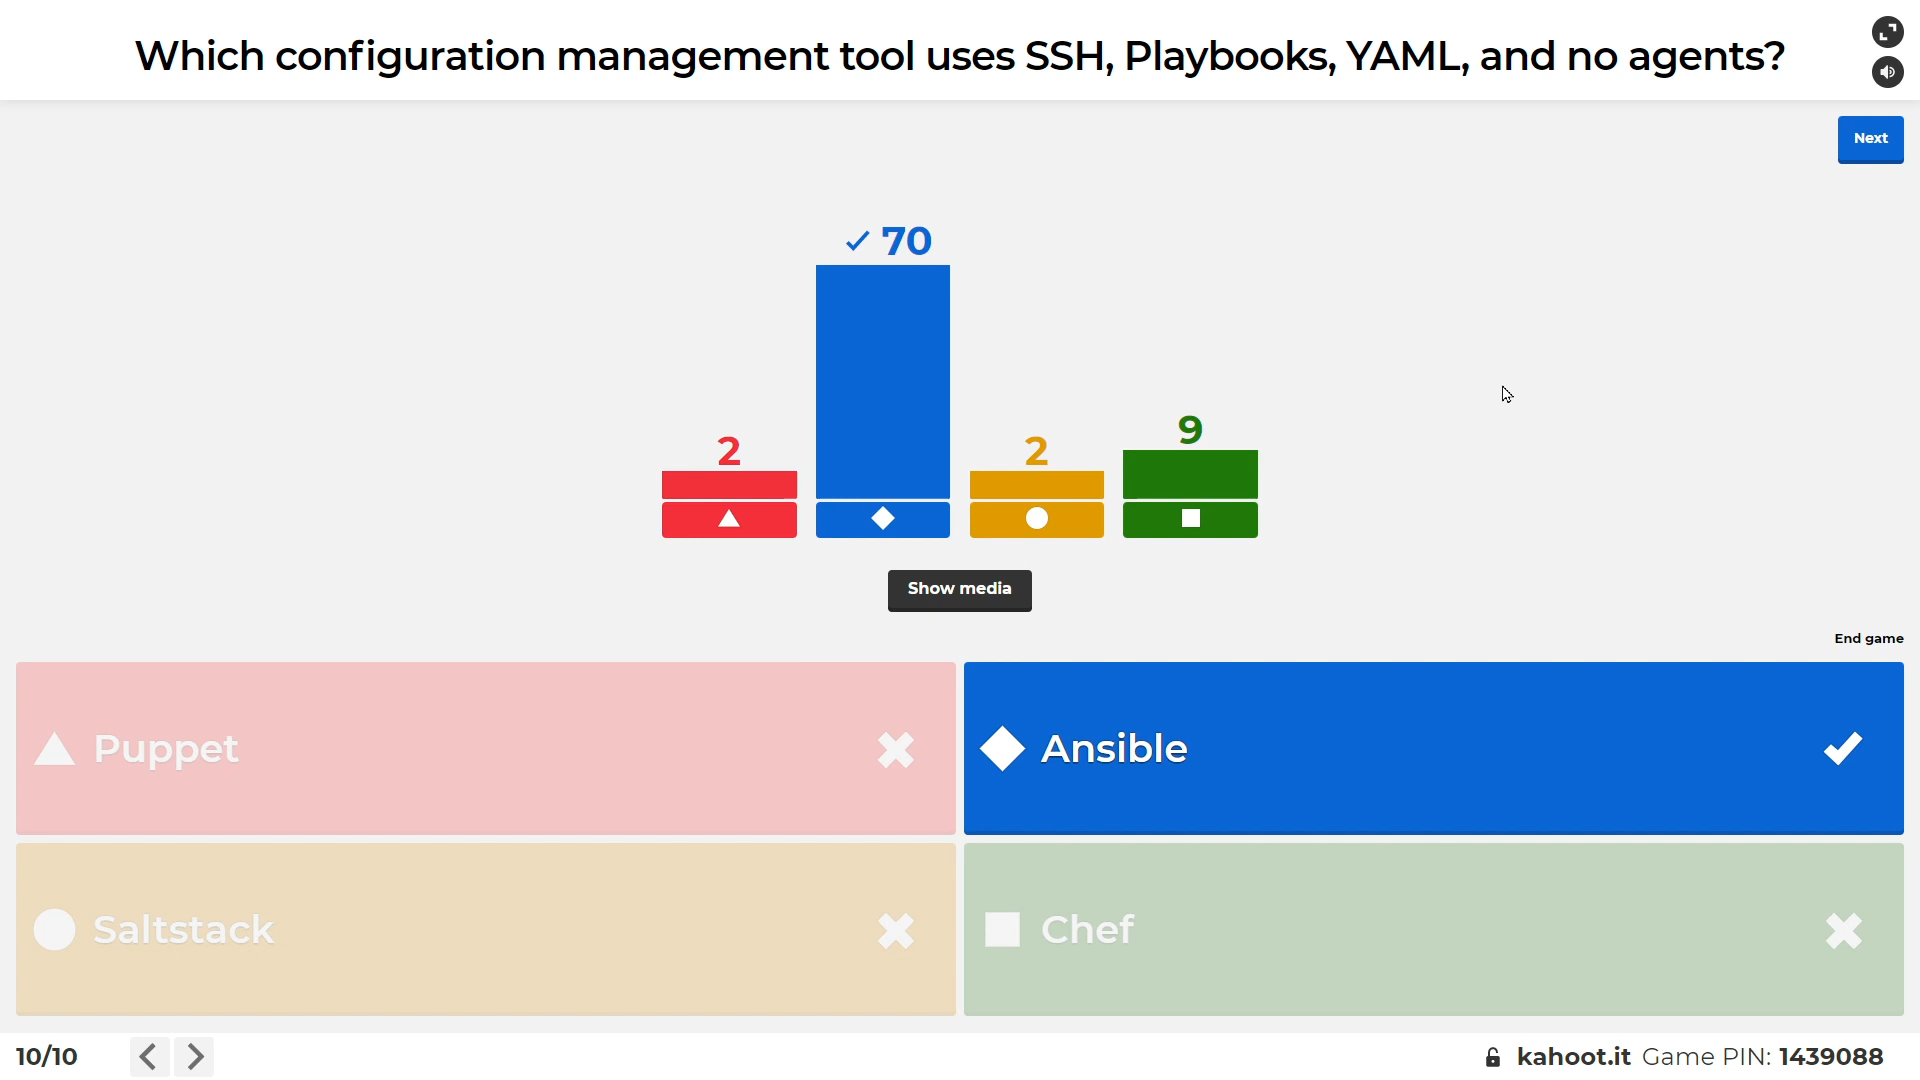 Which configuration management tool uses SSH, Playbooks, YAML, and no agents?
Next
70
2
2
9
Show media
End game
Puppet
Ansible
Saltstack
Chef
10/10
kahoot.it Game PIN: 1439088